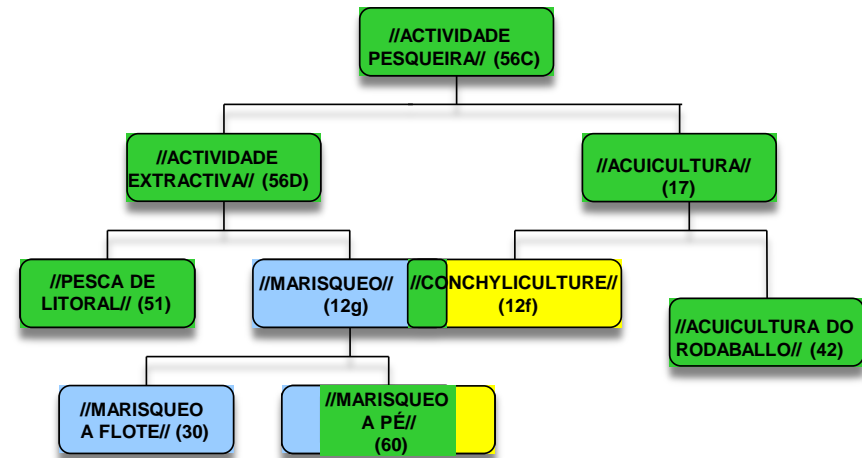 //ACTIVIDADE
PESQUEIRA// (56C)
//ACTIVIDADE
EXTRACTIVA// (56D)
//ACUICULTURA//
(17)
//PESCA DE
LITORAL// (51)
//MARISQUEO//
(12g)
//CONCHYLICULTURE//
(12f)
//ACUICULTURA DO
RODABALLO// (42)
//MARISQUEO
A FLOTE// (30)
//MARISQUEO
A PÉ//
(60)